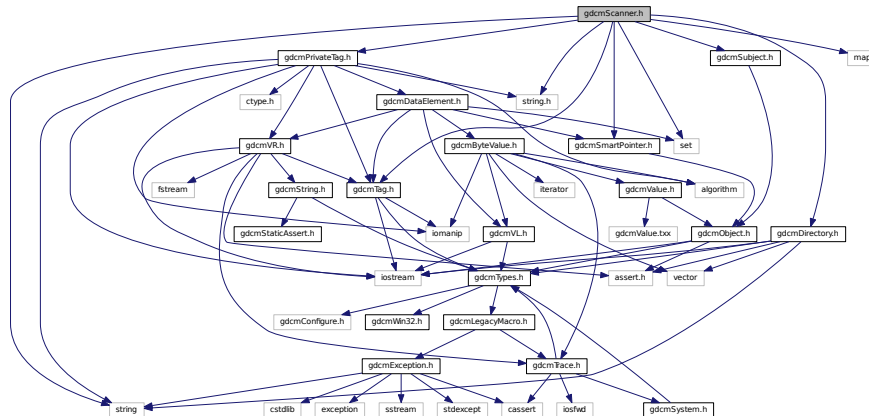 gdcmScanner.h
gdcmPrivateTag.h
gdcmSubject.h
map
ctype.h
gdcmDataElement.h
string.h
gdcmVR.h
gdcmByteValue.h
gdcmSmartPointer.h
set
fstream
gdcmString.h
gdcmTag.h
iterator
gdcmValue.h
algorithm
gdcmStaticAssert.h
iomanip
gdcmVL.h
gdcmValue.txx
gdcmObject.h
gdcmDirectory.h
iostream
gdcmTypes.h
assert.h
vector
gdcmConfigure.h
gdcmWin32.h
gdcmLegacyMacro.h
gdcmException.h
gdcmTrace.h
string
cstdlib
exception
sstream
stdexcept
cassert
iosfwd
gdcmSystem.h